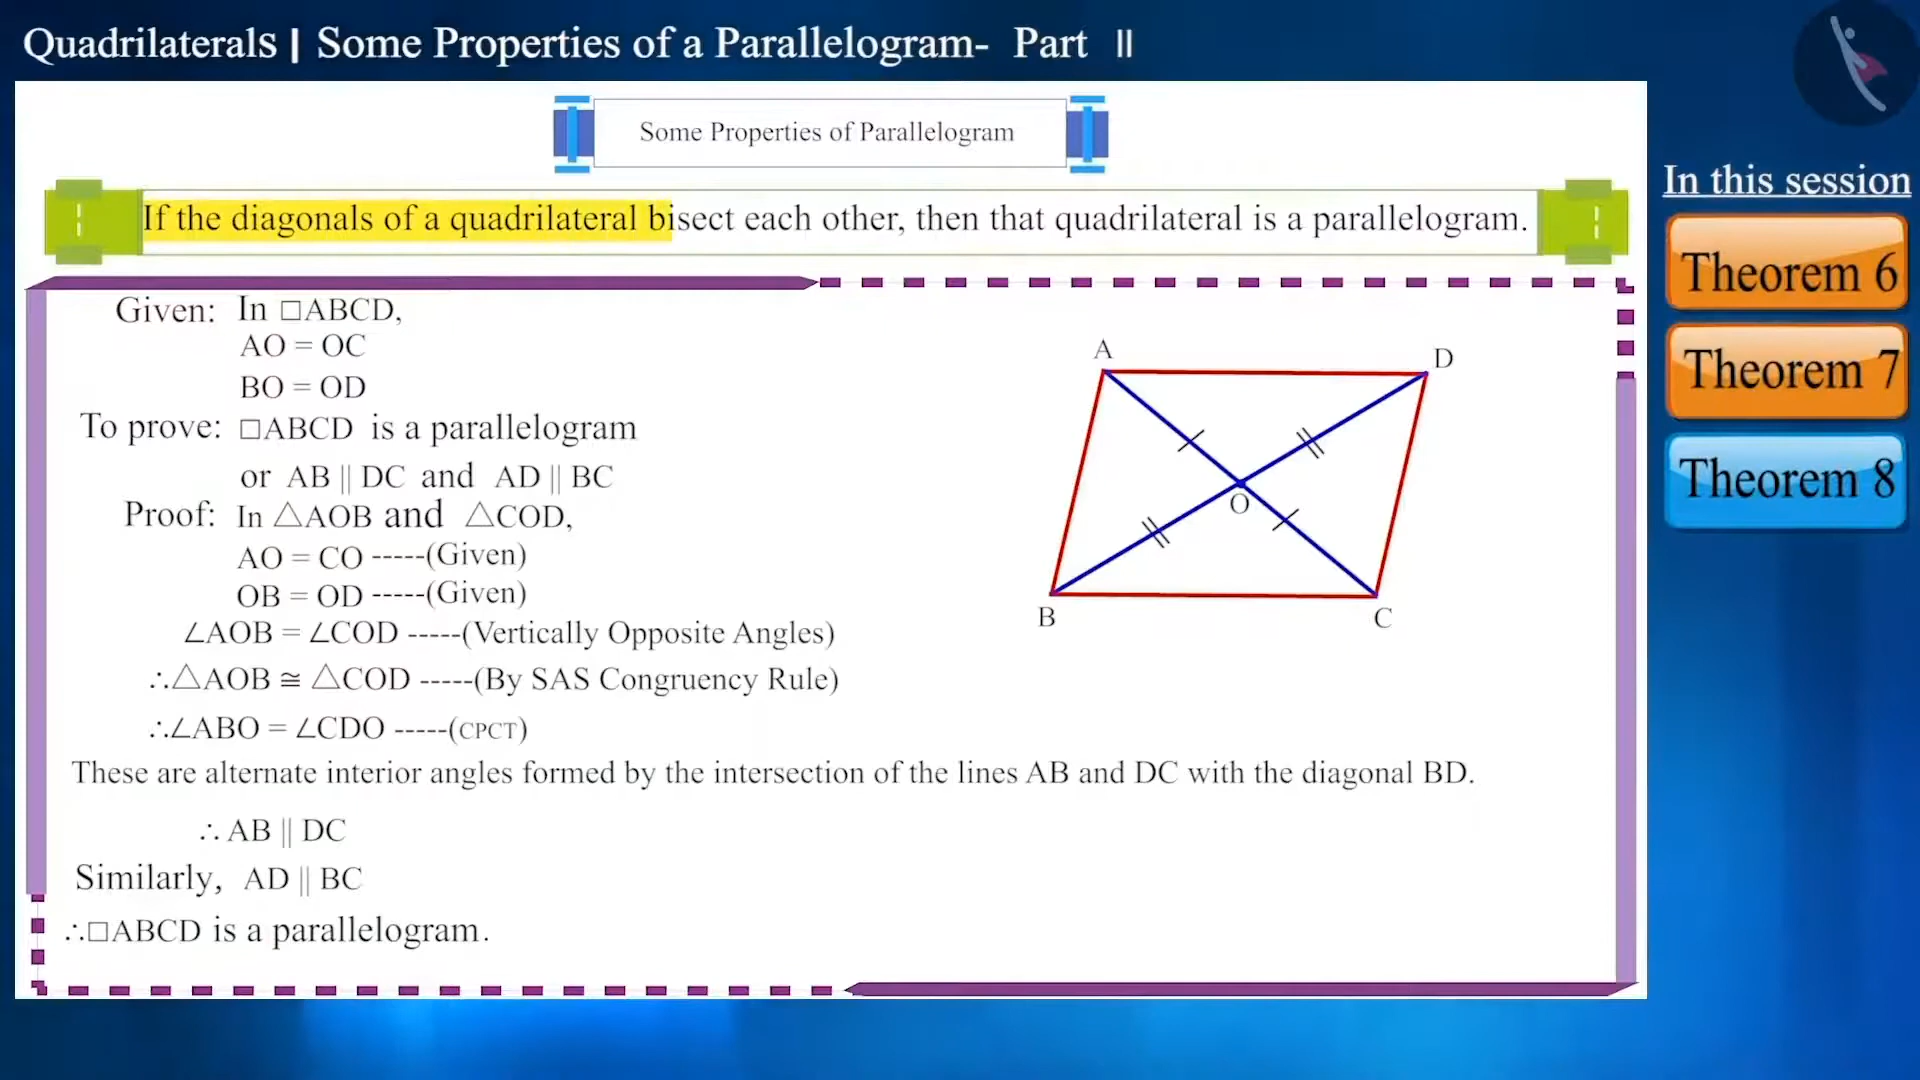 Quadrilaterals | Some Properties of a Parallelogram- Part II
Some Properties of Parallelogram
If the diagonals of a quadrilateral bisect each other, then that quadrilateral is a parallelogram.
In this session
Theorem 6
Theorem 7
Theorem 8
Given: In □ABCD,
AO = OC
BO = OD
To prove: □ABCD is a parallelogram
or AB || DC and AD || BC
Proof: In △AOB and △COD,
AO = CO -----(Given)
OB = OD -----(Given)
∠AOB = ∠COD -----(Vertically Opposite Angles)
∴△AOB ≅ △COD -----(By SAS Congruency Rule)
∴∠ABO = ∠CDO -----(CPCT)
These are alternate interior angles formed by the intersection of the lines AB and DC with the diagonal BD.
∴ AB || DC
Similarly, AD || BC
∴□ABCD is a parallelogram.
A
D
O
B
C